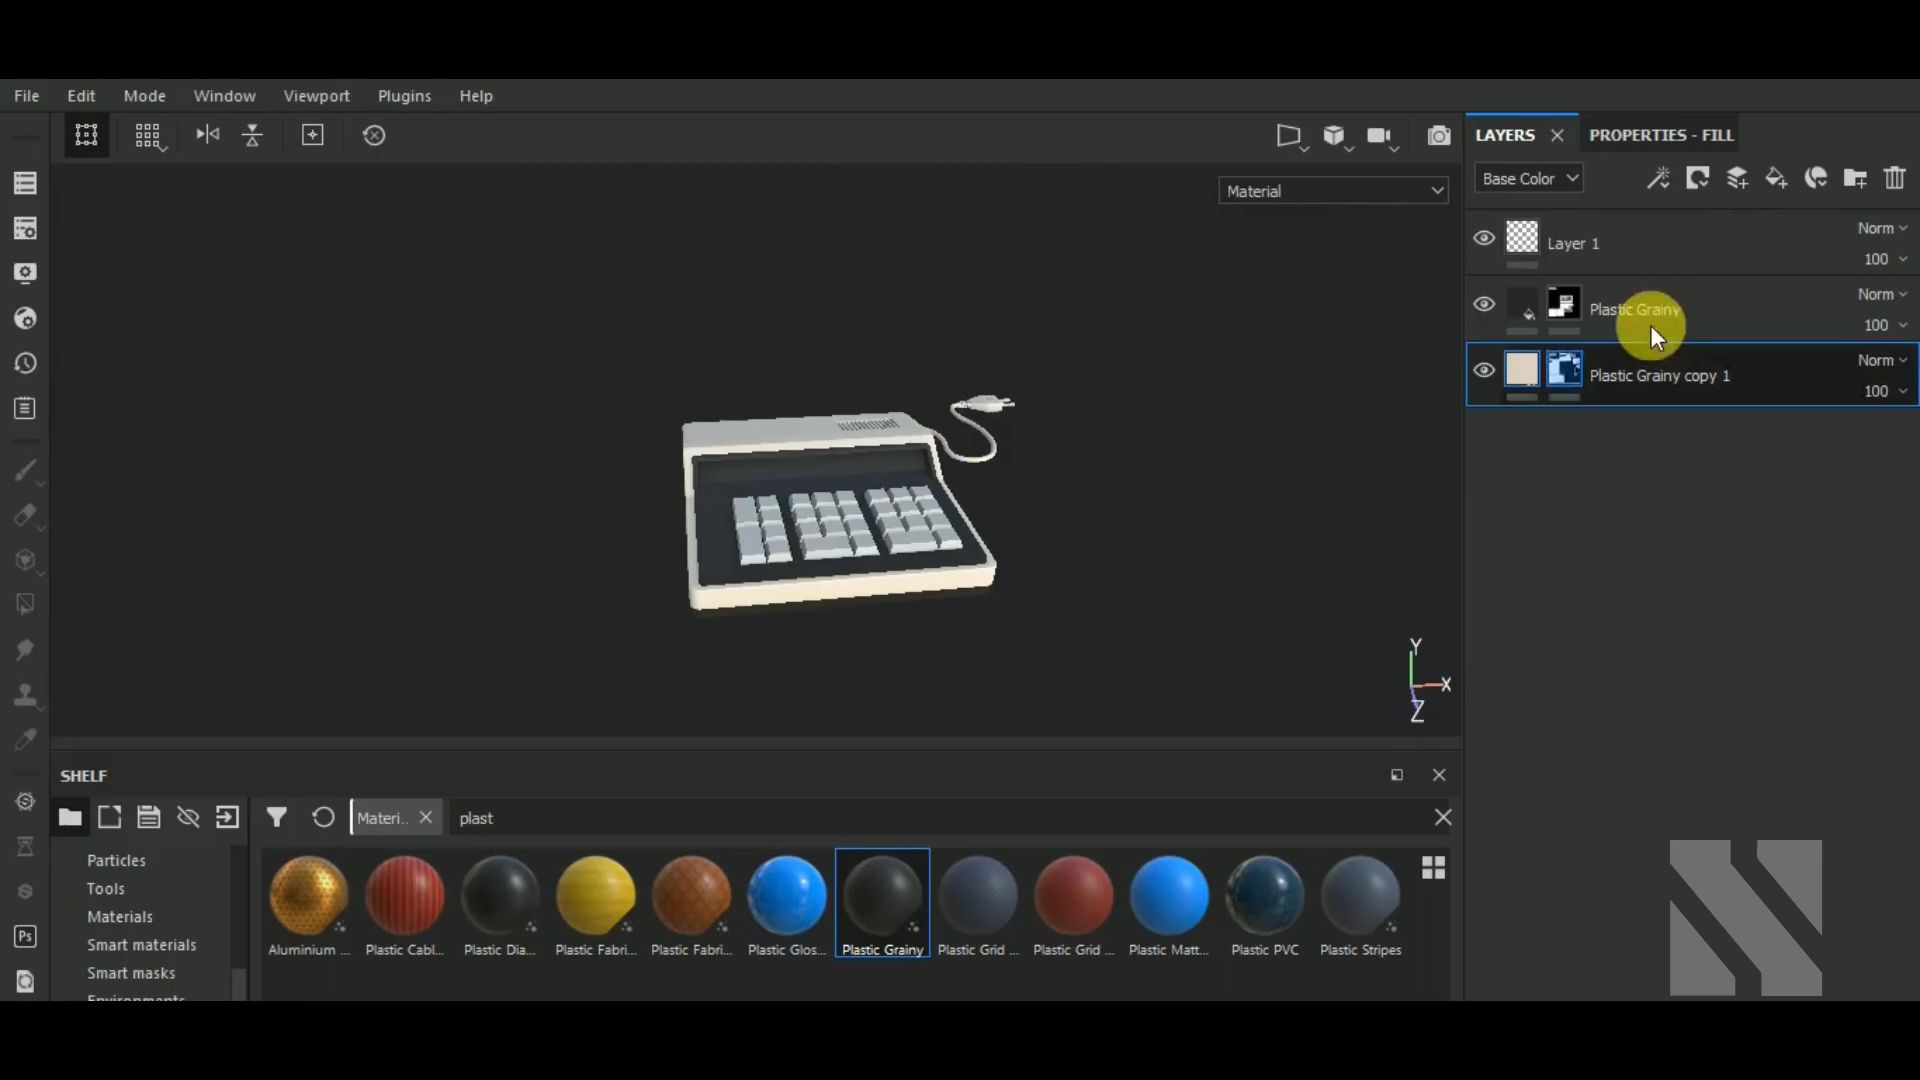 File Edit Mode Window Viewport Plugins Help
LAYERS PROPERTIES - FILL
Base Color
Material
Layer 1 Norm
100
Plastic Grainy Norm
100
Plastic Grainy copy 1 Norm
100
Y
X
Z
SHELF
Materi.. plast
Particles
Tools
Materials
Smart materials
Smart masks
Environments
Aluminium ... Plastic Cabl... Plastic Dia... Plastic Fabri... Plastic Fabri... Plastic Glos... Plastic Grainy Plastic Grid ... Plastic Grid ... Plastic Matt... Plastic PVC Plastic Stripes
Ps